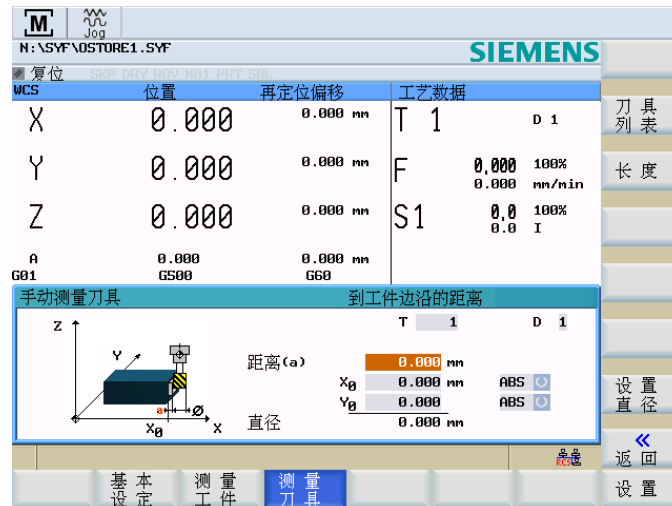 M
Jog
N:\SYF\OSTORE1.SYF
SIEMENS
复位 SKP DRY ROV M01 PRT SBL
WCS 位置 再定位偏移 工艺数据
X 0.000 0.000 mm T 1 D 1
Y 0.000 0.000 mm F 0,000 100%
0.000 mm/min
Z 0.000 0.000 mm S1 0,0 100%
0.0 I
A 0.000 0.000 mm
G01 G500 G60
刀具列表
长度
手动测量刀具 到工件边沿的距离
T 1 D 1
Z
Y
a
Ø
X0
X
距离(a) 0.000 mm
X0 0.000 mm ABS
Y0 0.000 ABS
直径 0.000 mm
设置直径
«
返回
RCS
基本设定
测量工件
测量刀具
设置